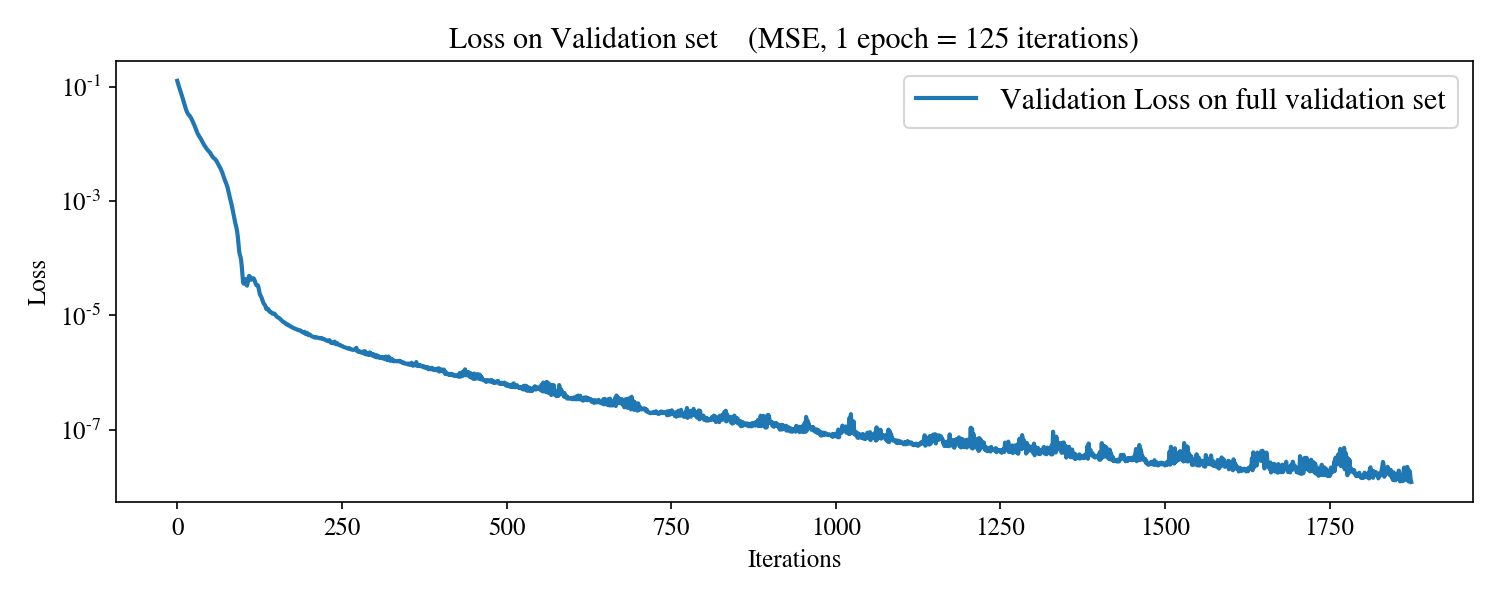 Loss on Validation set (MSE, 1 epoch = 125 iterations)
Validation Loss on full validation set
Loss
10^-1
10^-3
10^-5
10^-7
0 250 500 750 1000 1250 1500 1750
Iterations